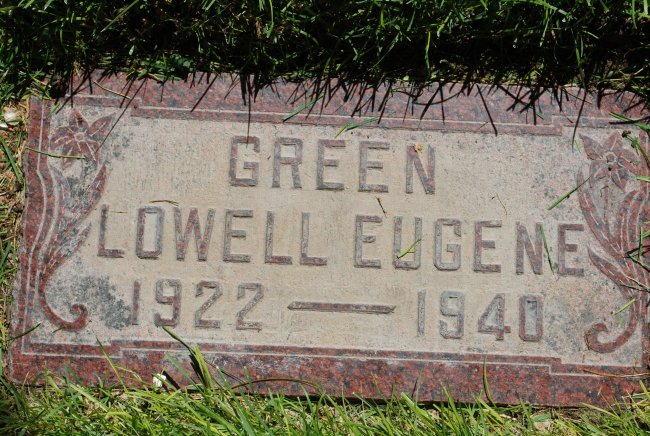 GREEN
LOWELL EUGENE
1922 — 1940